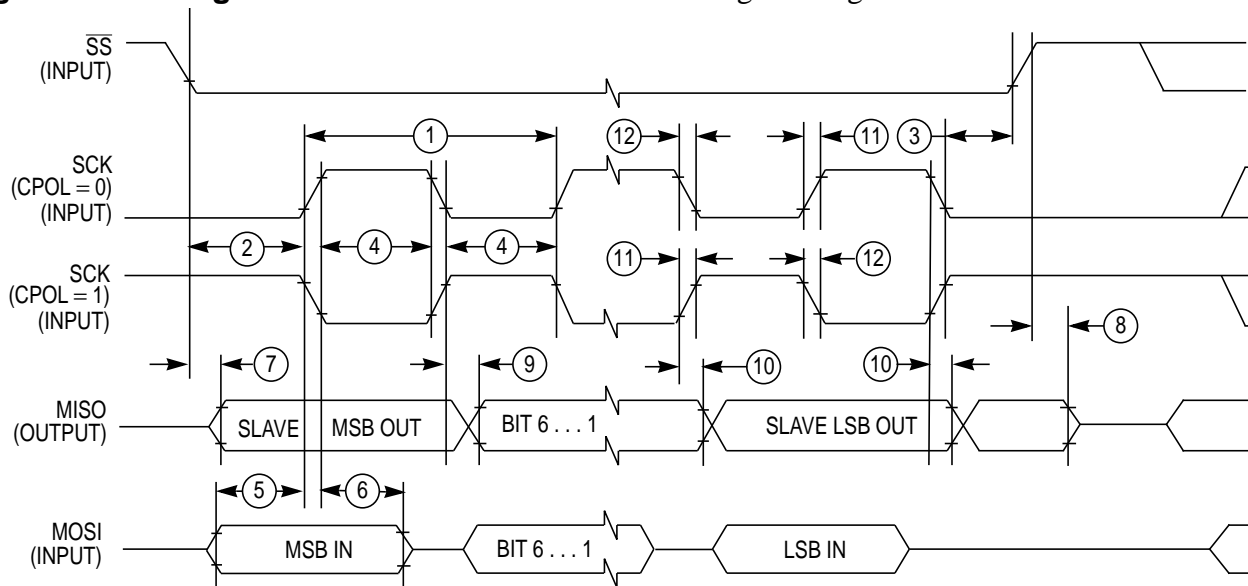 SS
(INPUT)
1
12
11
3
SCK
(CPOL = 0)
(INPUT)
2
4
4
11
12
SCK
(CPOL = 1)
(INPUT)
7
9
10
10
8
MISO
(OUTPUT)
SLAVE MSB OUT
BIT 6 . . . 1
SLAVE LSB OUT
5
6
MOSI
(INPUT)
MSB IN
BIT 6 . . . 1
LSB IN